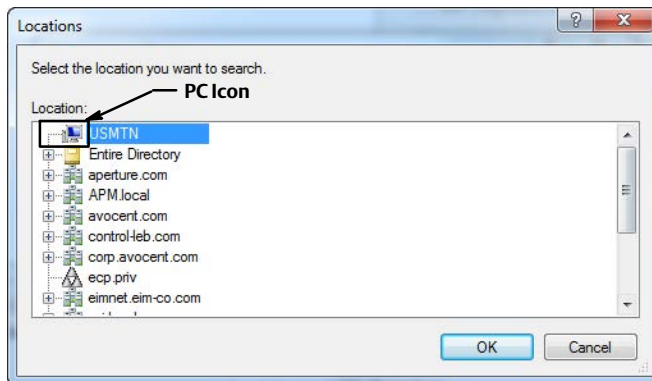 Locations
Select the location you want to search.
PC Icon
Location:
USMTN
Entire Directory
aperture.com
APM.local
avocent.com
control-leb.com
corp.avocent.com
ecp.priv
eimnet.eim-co.com
OK
Cancel